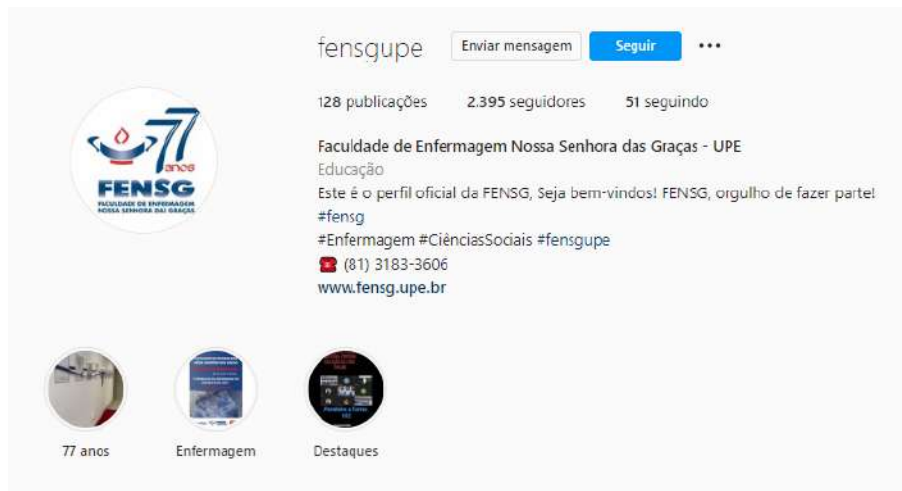 fensgupe Enviar mensagem Seguir
128 publicações 2.395 seguidores 51 seguindo
Faculdade de Enfermagem Nossa Senhora das Graças - UPE
Educação
Este é o perfil oficial da FENSG, Seja bem-vindos! FENSG, orgulho de fazer parte!
#fensg
#Enfermagem #CiênciasSociais #fensgupe
(81) 3183-3606
www.fensg.upe.br
77
anos
FENSG
FACULDADE DE ENFERMAGEM
NOSSA SENHORA DAS GRAÇAS
77 anos Enfermagem Destaques